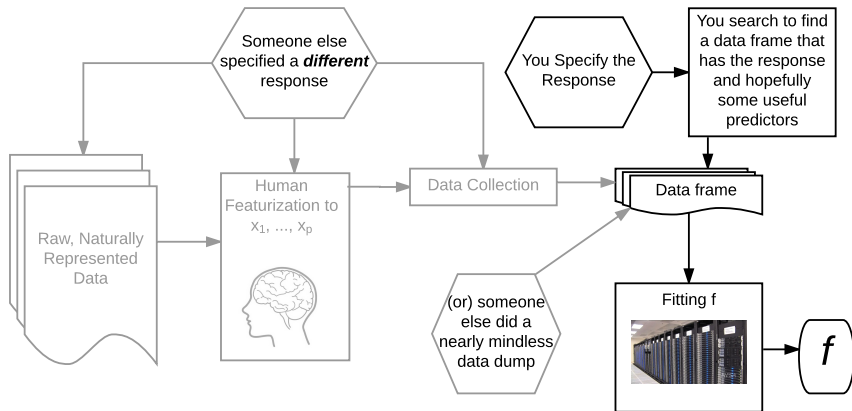 Someone else
specified a different
response
You Specify the
Response
You search to find
a data frame that
has the response
and hopefully
some useful
predictors
Raw, Naturally
Represented
Data
Human
Featurization to
x₁, ..., xₚ
Data Collection
Data frame
(or) someone
else did a
nearly mindless
data dump
Fitting f
f